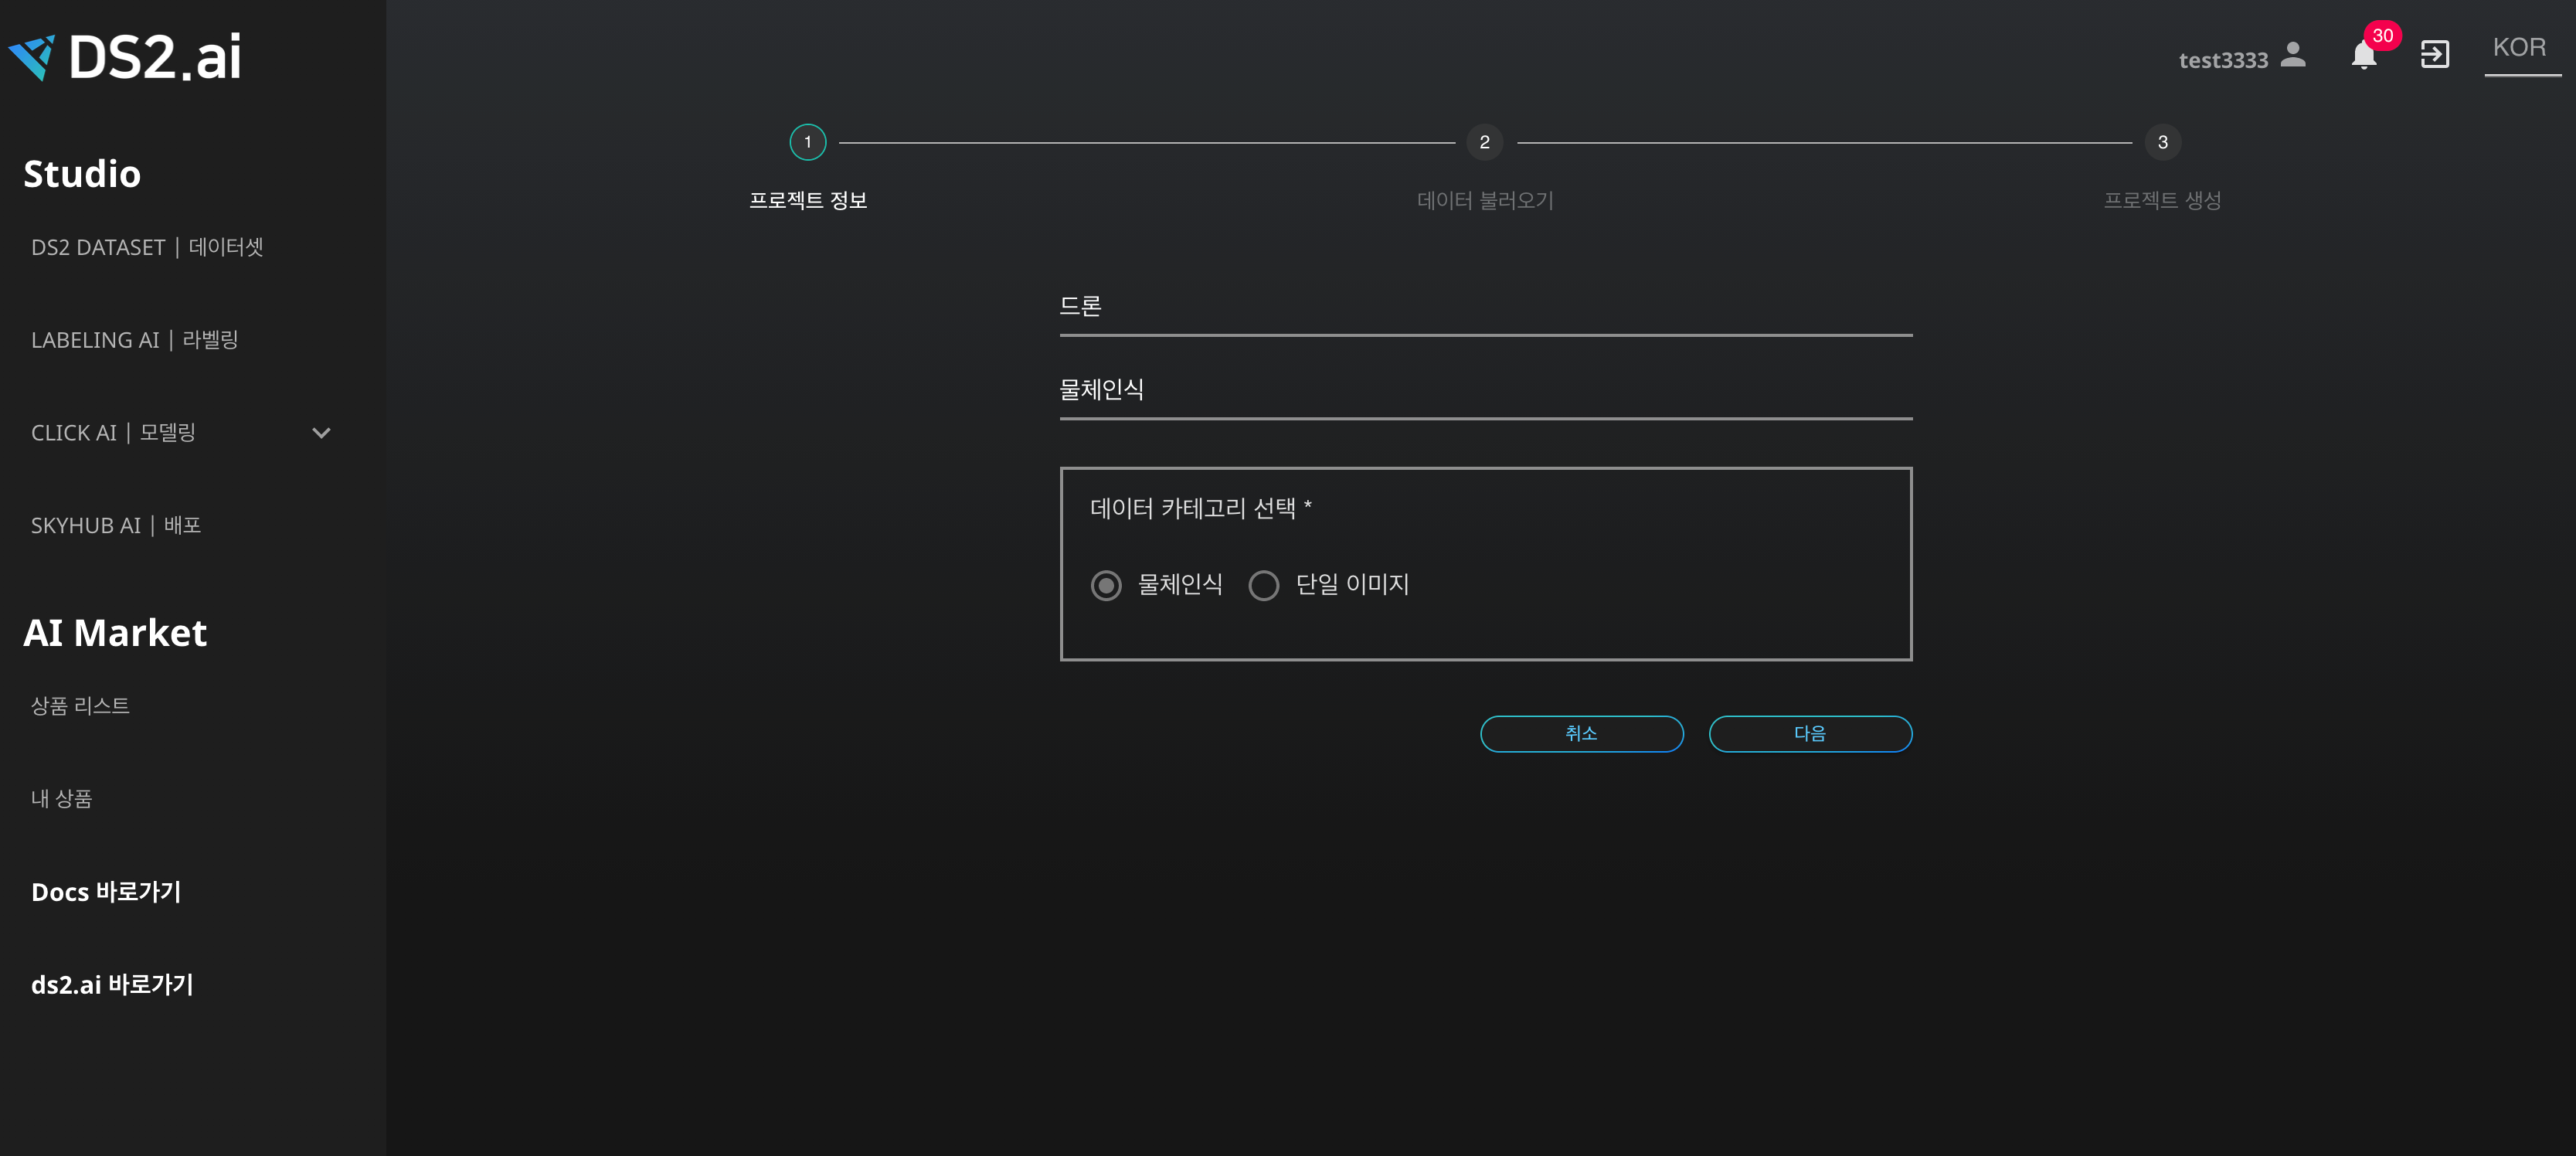 DS2.ai
test3333
30
KOR
Studio
DS2 DATASET | 데이터셋
LABELING AI | 라벨링
CLICK AI | 모델링
SKYHUB AI | 배포
AI Market
상품 리스트
내 상품
Docs 바로가기
ds2.ai 바로가기
1
2
3
프로젝트 정보
데이터 불러오기
프로젝트 생성
드론
물체인식
데이터 카테고리 선택 *
물체인식
단일 이미지
취소
다음